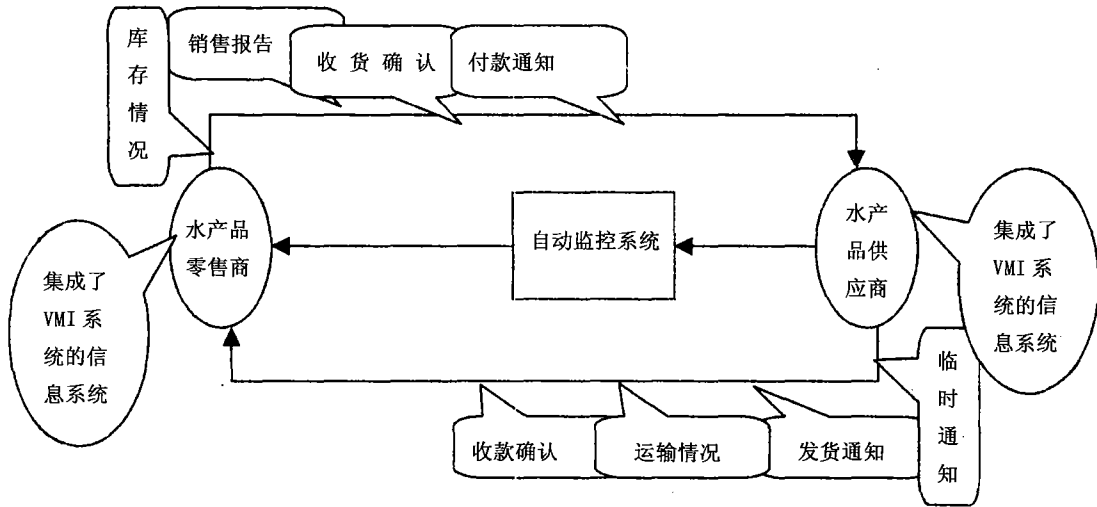 库
存
情
况
销售报告
收 货 确 认
付款通知
水产品
零售商
自动监控系统
水产
品供
应商
集成了
VMI 系
统的信
息系统
集成了
VMI 系
统的信
息系统
临
时
通
知
收款确认
运输情况
发货通知